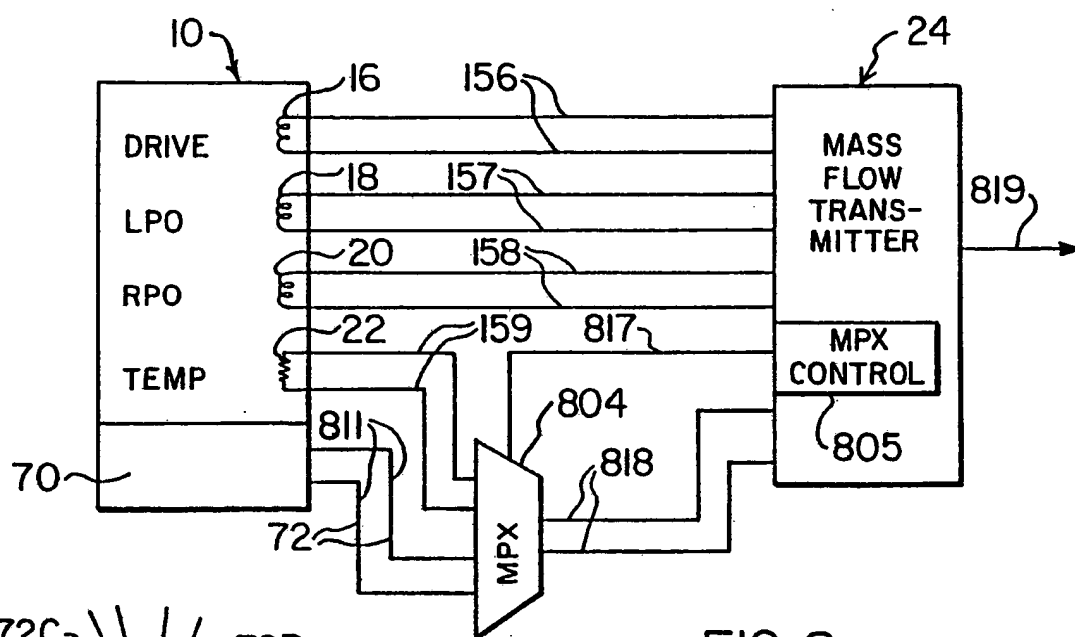 10
24
16
156
DRIVE
MASS
FLOW
TRANS-
MITTER
18
157
819
LPO
20
158
RPO
22
159
817
MPX
CONTROL
TEMP
811
804
805
70
818
72
MPX
72C